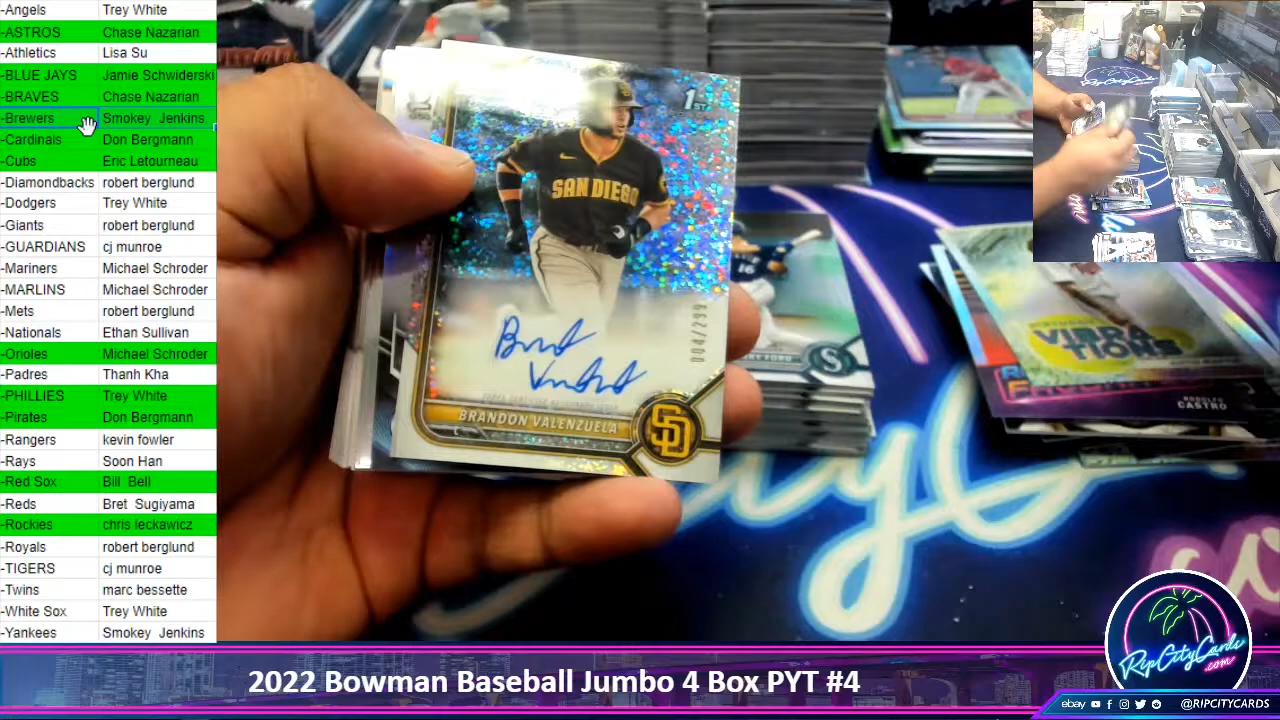 -Angels Trey White
-ASTROS Chase Nazarian
-Athletics Lisa Su
-BLUE JAYS Jamie Schwiderski
-BRAVES Chase Nazarian
-Brewers Smokey Jenkins
-Cardinals Don Bergmann
-Cubs Eric Letourneau
-Diamondbacks robert berglund
-Dodgers Trey White
-Giants robert berglund
-GUARDIANS cj munroe
-Mariners Michael Schroder
-MARLINS Michael Schroder
-Mets robert berglund
-Nationals Ethan Sullivan
-Orioles Michael Schroder
-Padres Thanh Kha
-PHILLIES Trey White
-Pirates Don Bergmann
-Rangers kevin fowler
-Rays Soon Han
-Red Sox Bill Bell
-Reds Bret Sugiyama
-Rockies chris leckawicz
-Royals robert berglund
-TIGERS cj munroe
-Twins marc bessette
-White Sox Trey White
-Yankees Smokey Jenkins
1ST
SAN DIEGO
004/299
BRANDON VALENZUELA
SD
16
FORD
S
VIBRATIONS
RODOLFO
CASTRO
2022 Bowman Baseball Jumbo 4 Box PYT #4
RipCityCards
.com
ebay @RIPCITYCARDS